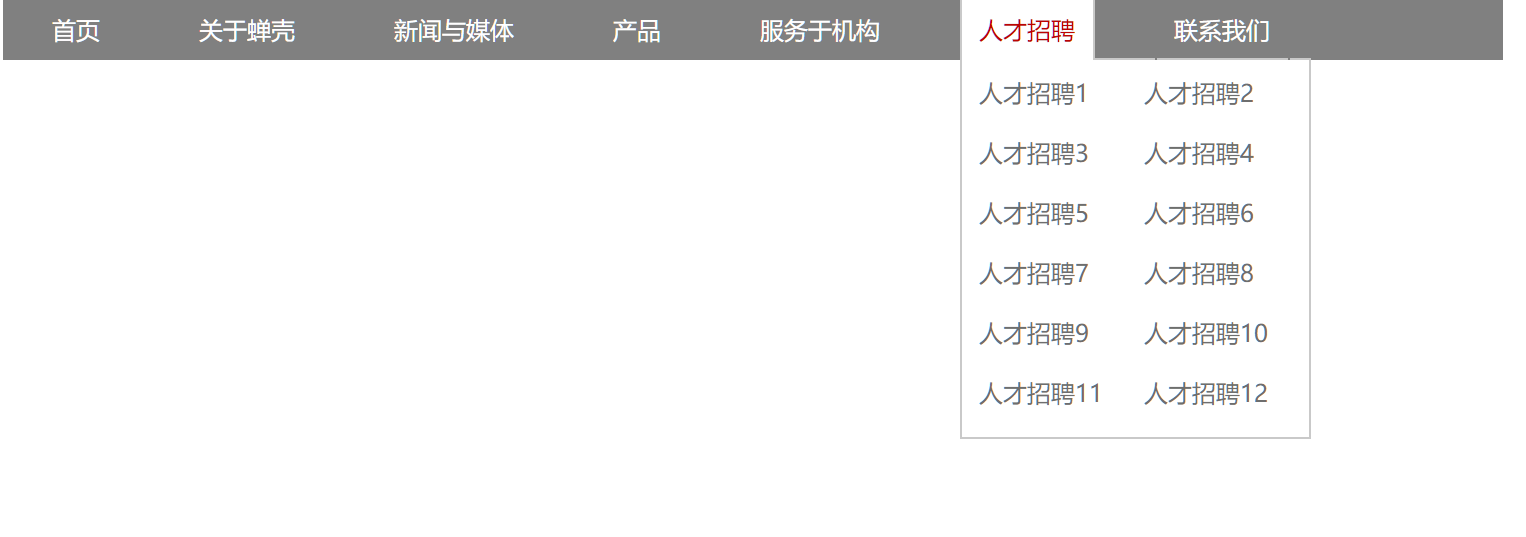 首页 关于蝉壳 新闻与媒体 产品 服务于机构 人才招聘 联系我们
人才招聘1 人才招聘2
人才招聘3 人才招聘4
人才招聘5 人才招聘6
人才招聘7 人才招聘8
人才招聘9 人才招聘10
人才招聘11 人才招聘12